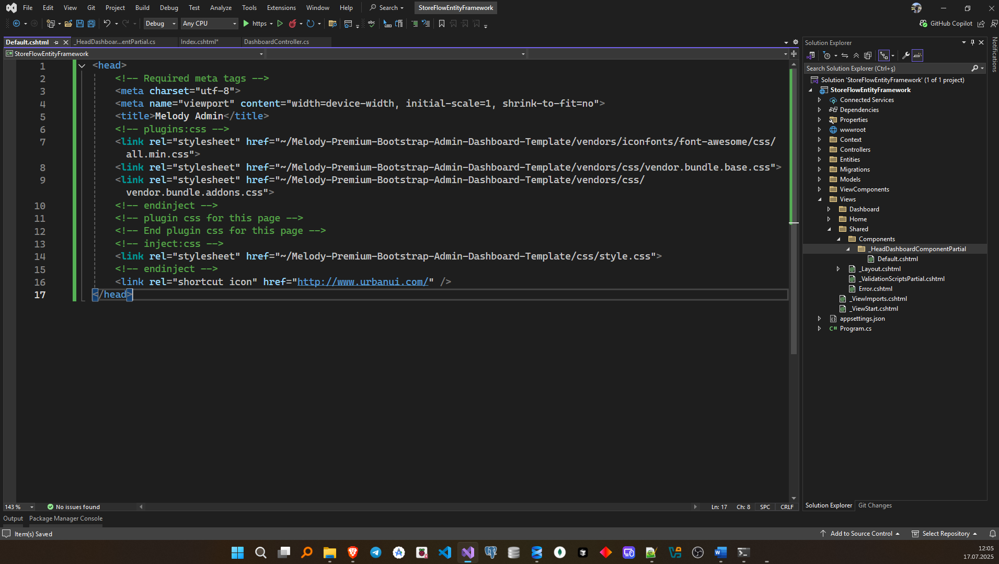 File Edit View Git Project Build Debug Test Analyze Tools Extensions Window Help Search StoreFlowEntityFramework
Debug Any CPU https GitHub Copilot
Default.cshtml _HeadDashboar...entPartial.cs Index.cshtml* DashboardController.cs
StoreFlowEntityFramework
1 <head>
2 <!-- Required meta tags -->
3 <meta charset="utf-8">
4 <meta name="viewport" content="width=device-width, initial-scale=1, shrink-to-fit=no">
5 <title>Melody Admin</title>
6 <!-- plugins:css -->
7 <link rel="stylesheet" href="~/Melody-Premium-Bootstrap-Admin-Dashboard-Template/vendors/iconfonts/font-awesome/css/
all.min.css">
8 <link rel="stylesheet" href="~/Melody-Premium-Bootstrap-Admin-Dashboard-Template/vendors/css/vendor.bundle.base.css">
9 <link rel="stylesheet" href="~/Melody-Premium-Bootstrap-Admin-Dashboard-Template/vendors/css/
vendor.bundle.addons.css">
10 <!-- endinject -->
11 <!-- plugin css for this page -->
12 <!-- End plugin css for this page -->
13 <!-- inject:css -->
14 <link rel="stylesheet" href="~/Melody-Premium-Bootstrap-Admin-Dashboard-Template/css/style.css">
15 <!-- endinject -->
16 <link rel="shortcut icon" href="http://www.urbanui.com/" />
17 </head>
143 % No issues found Ln: 17 Ch: 8 SPC CRLF
Output Package Manager Console
Solution Explorer
Search Solution Explorer (Ctrl+ş)
Solution 'StoreFlowEntityFramework' (1 of 1 project)
StoreFlowEntityFramework
Connected Services
Dependencies
Properties
wwwroot
Context
Controllers
Entities
Migrations
Models
ViewComponents
Views
Dashboard
Home
Shared
Components
_HeadDashboardComponentPartial
Default.cshtml
_Layout.cshtml
_ValidationScriptsPartial.cshtml
Error.cshtml
_ViewImports.cshtml
_ViewStart.cshtml
appsettings.json
C# Program.cs
Solution Explorer Git Changes
Notifications
Item(s) Saved Add to Source Control Select Repository
12:05
17.07.2025